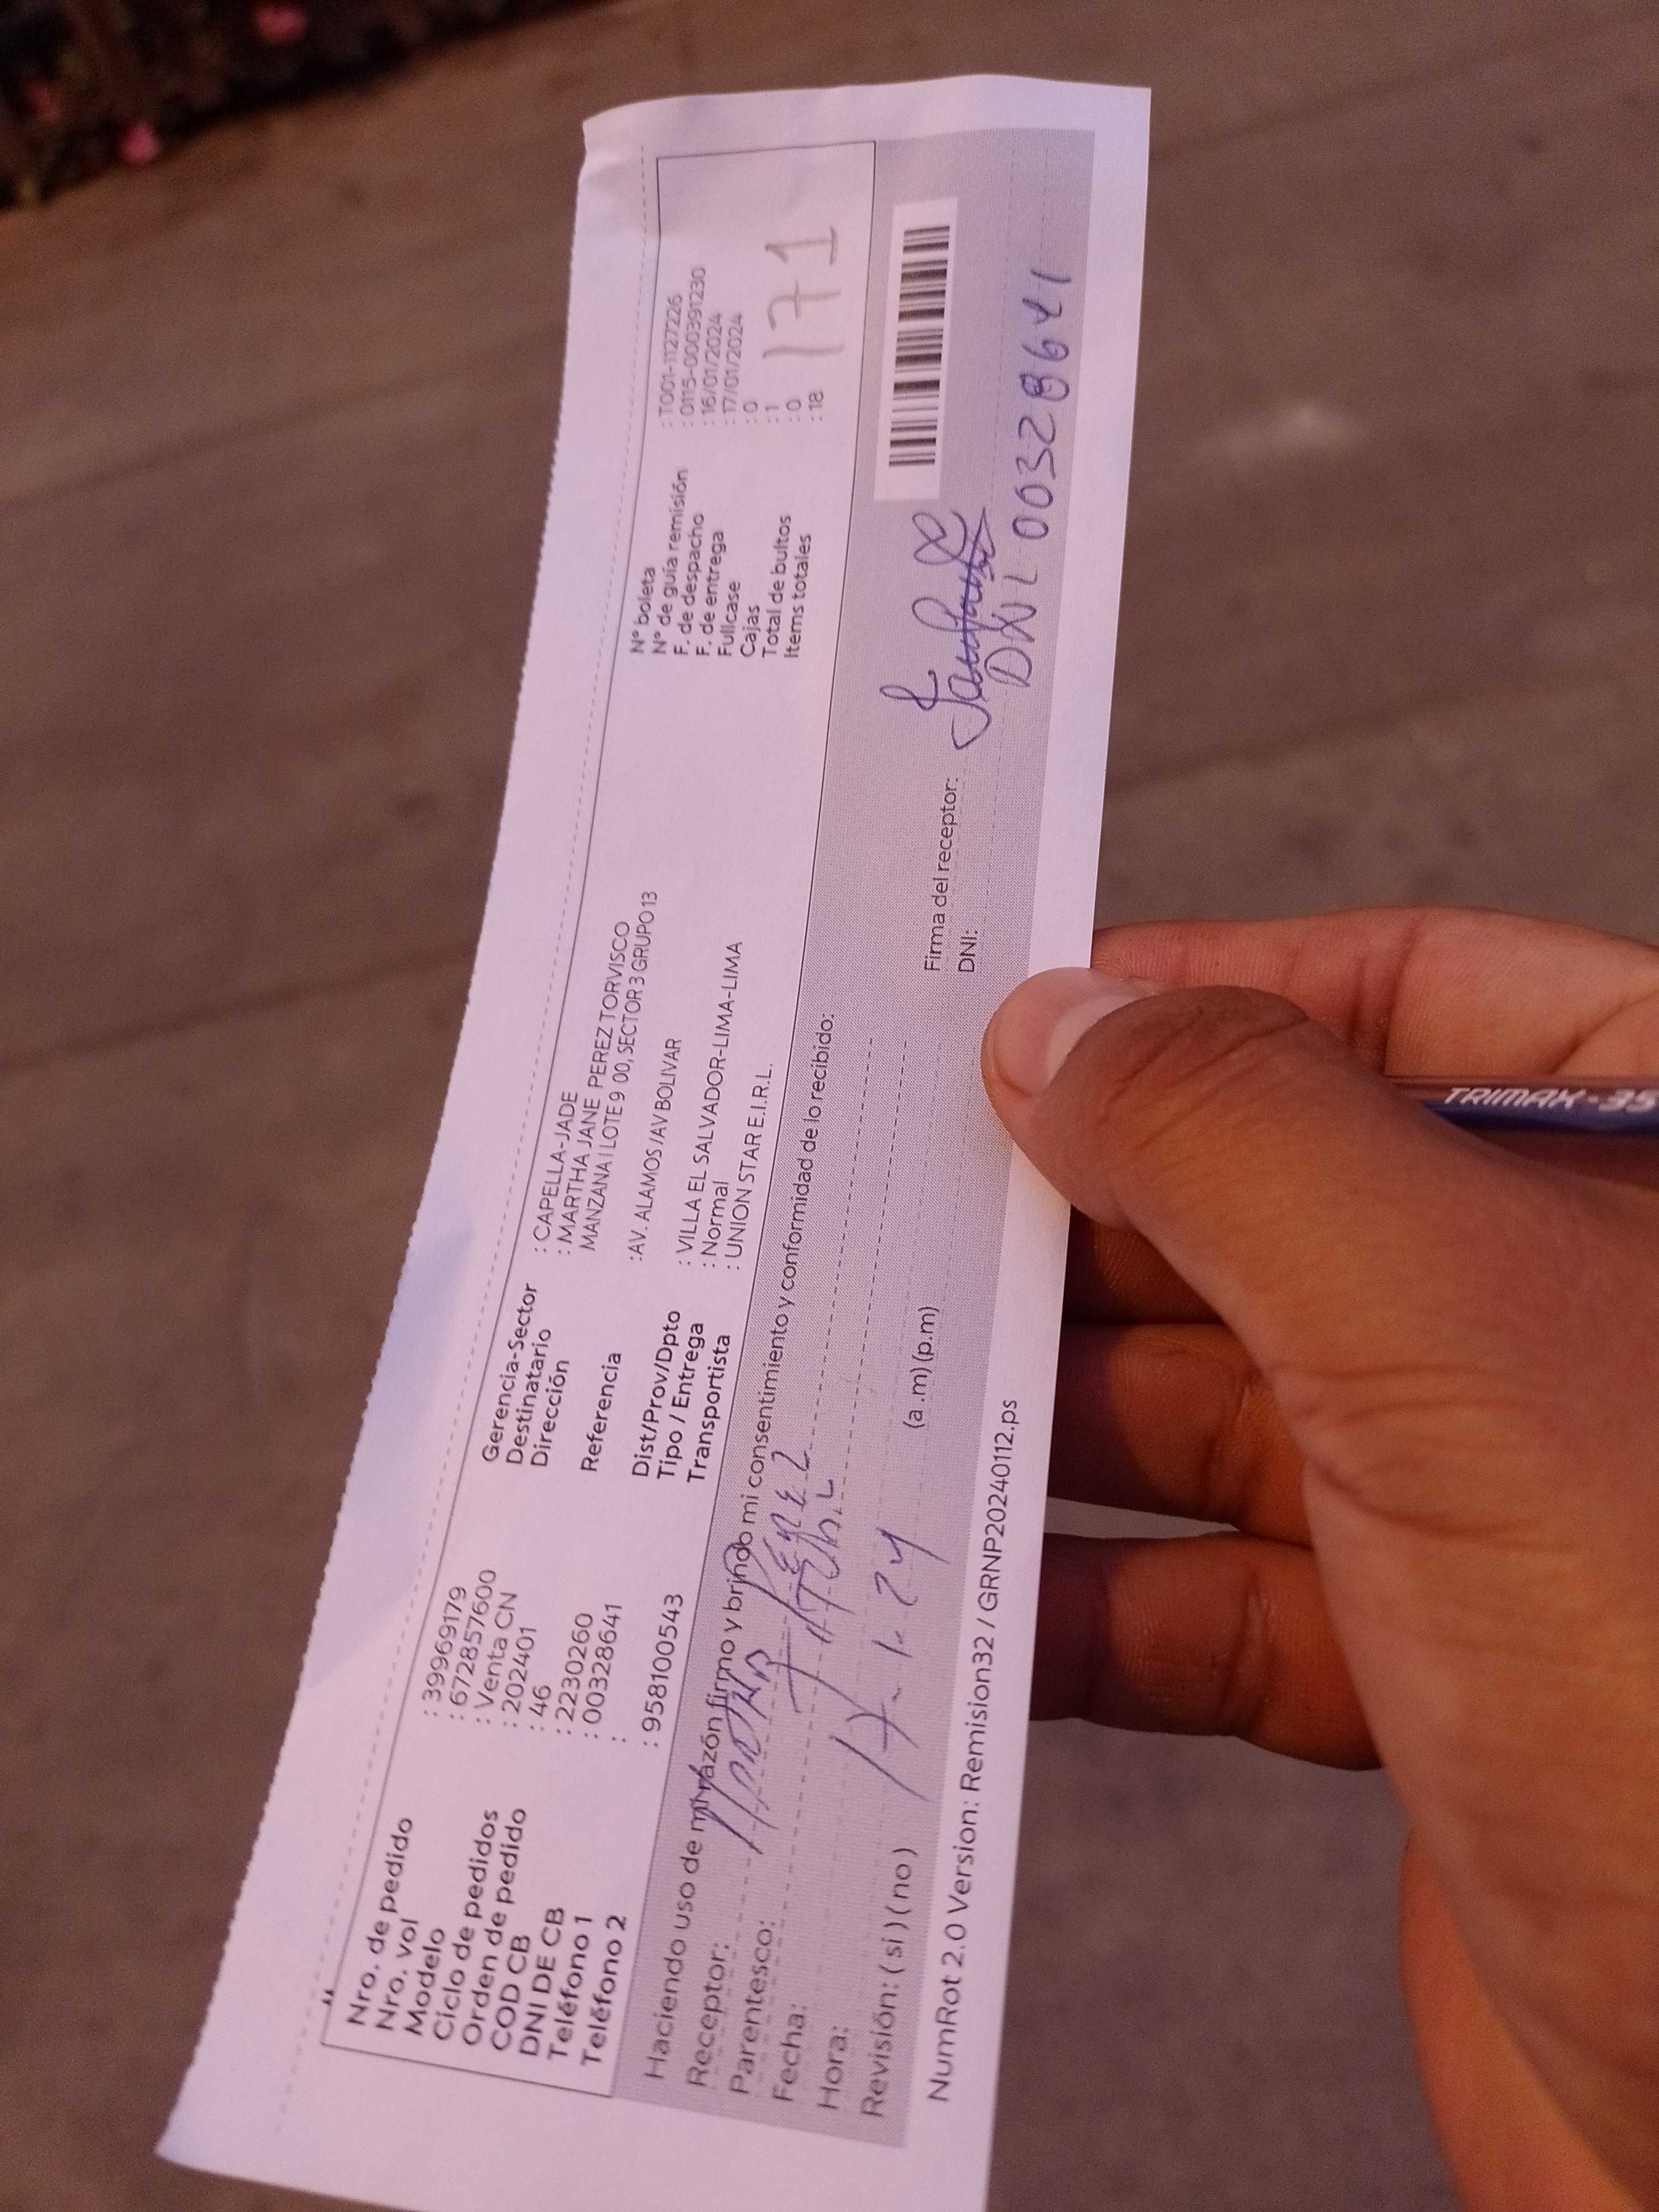 Nro. de pedido : 39969179
Nro. vol : 672857600
Modelo : Venta CN
Ciclo de pedidos : 202401
Orden de pedido : 46
COD CB : 2230260
DNI DE CB : 00328641
Teléfono 1 :
Teléfono 2 : 958100543
Gerencia-Sector : CAPELLA-JADE
Destinatario : MARTHA JANE PEREZ TORVISCO
Dirección MANZANA I LOTE 9 00, SECTOR 3 GRUPO 13
Referencia :AV. ALAMOS /AV BOLIVAR
Dist/Prov/Dpto : VILLA EL SALVADOR-LIMA-LIMA
Tipo / Entrega : Normal
Transportista : UNION STAR E.I.R.L.
N° boleta : T001-1127226
N° de guía remisión : 0115-000391230
F. de despacho : 16/01/2024
F. de entrega : 17/01/2024
Fullcase : 0
Cajas : 1
Total de bultos : 0
Items totales : 18
171
Haciendo uso de mi razón firmo y brindo mi consentimiento y conformidad de lo recibido:
Receptor:
Parentesco:
Fecha: 17-1-24
Hora: (a .m) (p.m)
Revisión: ( si ) ( no )
Firma del receptor:
DNI: DNI 00328641
NumRot 2.0 Version: Remision32 / GRNP20240112.ps
TRIMAX-35